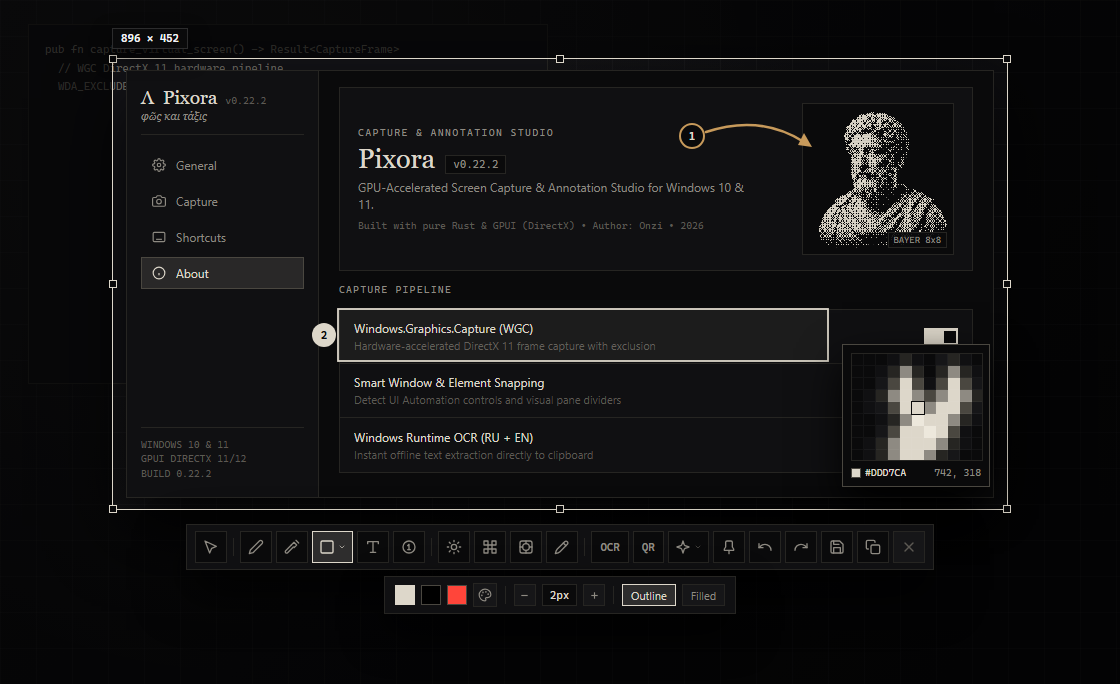 896 × 452
pub fn capture_virtual_screen() -> Result<CaptureFrame>
// WGC DirectX 11 hardware pipeline
WDA_EXCLUDE
Λ Pixora v0.22.2
φῶς και τάξις
General
Capture
Shortcuts
About
WINDOWS 10 & 11
GPUI DIRECTX 11/12
BUILD 0.22.2
CAPTURE & ANNOTATION STUDIO
Pixora v0.22.2
GPU-Accelerated Screen Capture & Annotation Studio for Windows 10 &
11.
Built with pure Rust & GPUI (DirectX) • Author: Onzi • 2026
1
BAYER 8x8
CAPTURE PIPELINE
2
Windows.Graphics.Capture (WGC)
Hardware-accelerated DirectX 11 frame capture with exclusion
Smart Window & Element Snapping
Detect UI Automation controls and visual pane dividers
Windows Runtime OCR (RU + EN)
Instant offline text extraction directly to clipboard
#DDD7CA 742, 318
T 1 OCR QR
− 2px + Outline Filled